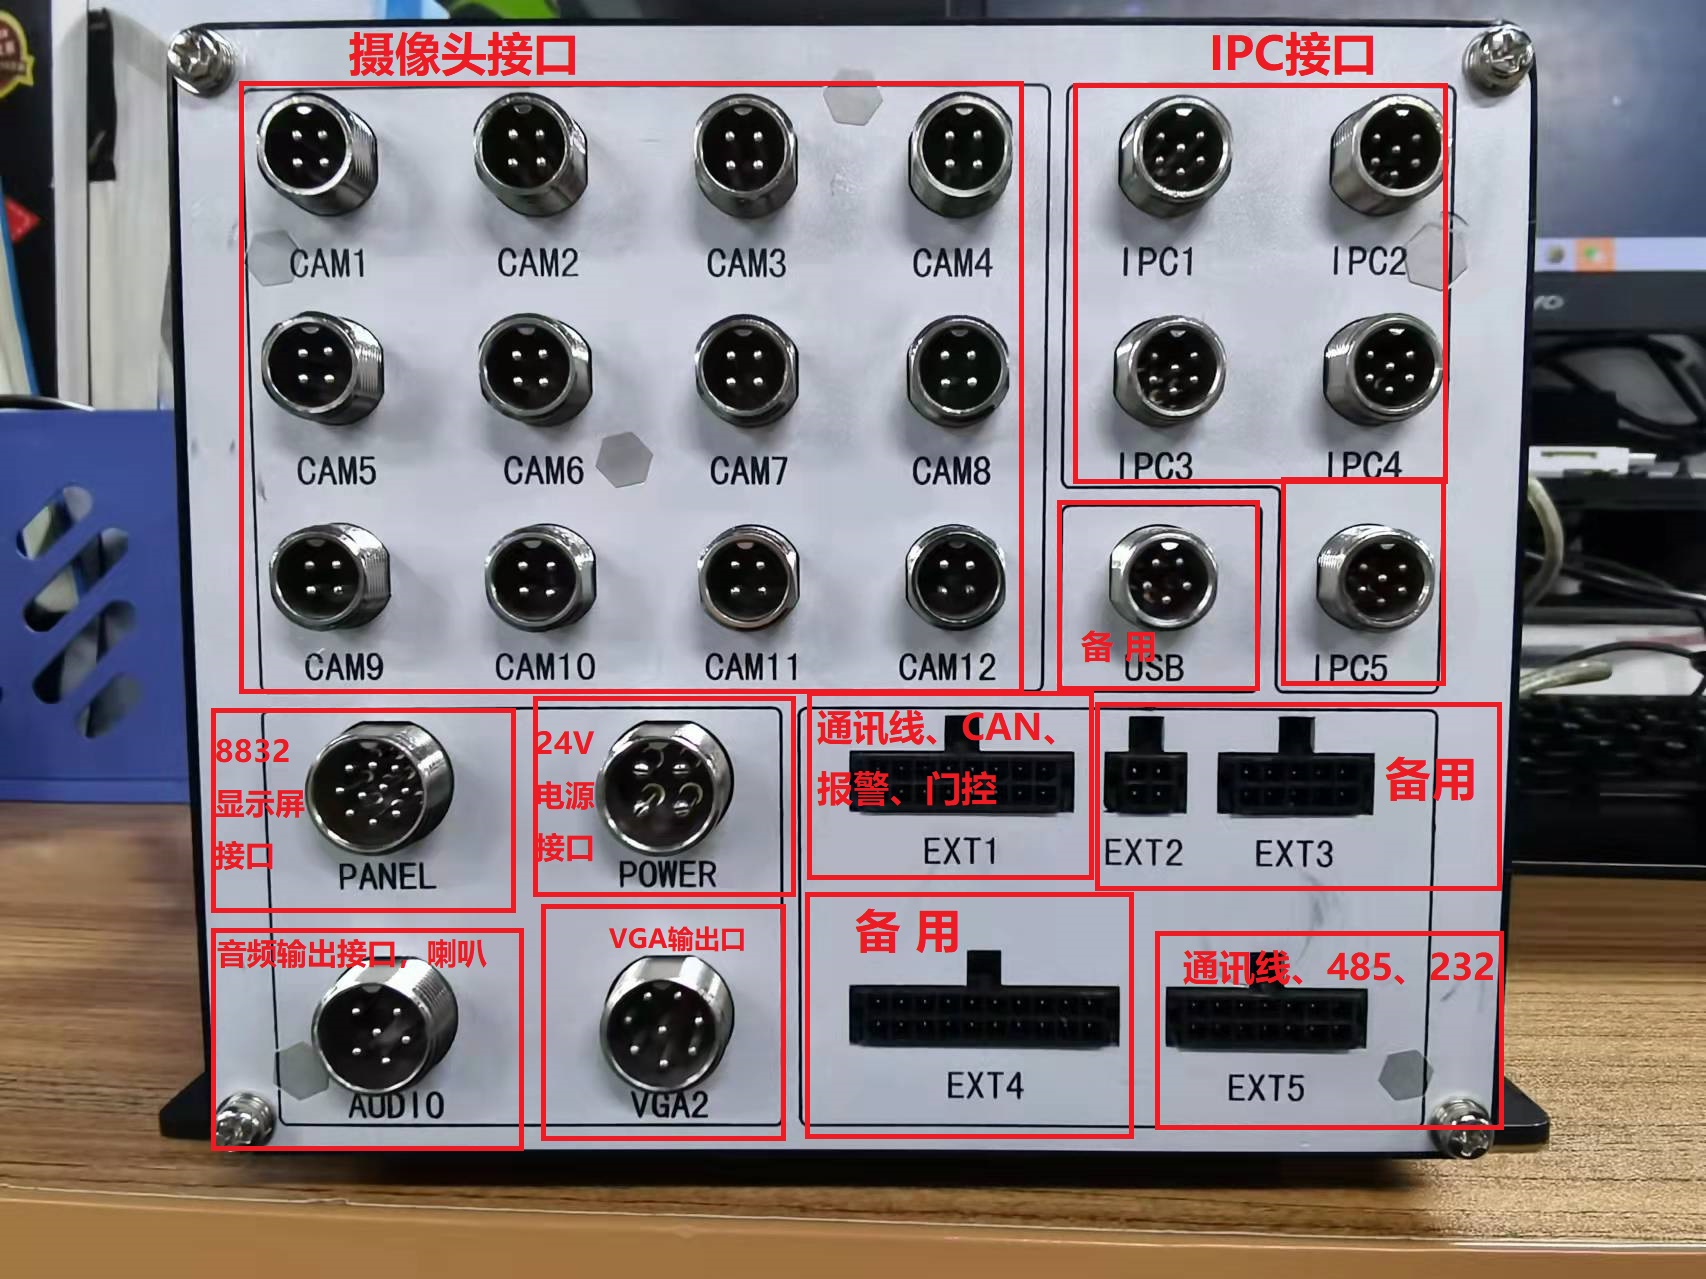 摄像头接口
IPC接口
CAM1
CAM2
CAM3
CAM4
IPC1
IPC2
CAM5
CAM6
CAM7
CAM8
IPC3
IPC4
CAM9
CAM10
CAM11
CAM12
备 用
USB
IPC5
8832
显示屏
接口
PANEL
24V
电源
接口
POWER
通讯线、CAN、
报警、门控
EXT1
EXT2
EXT3
备用
音频输出接口，喇叭
AUDIO
VGA输出口
VGA2
备 用
EXT4
通讯线、485、232
EXT5